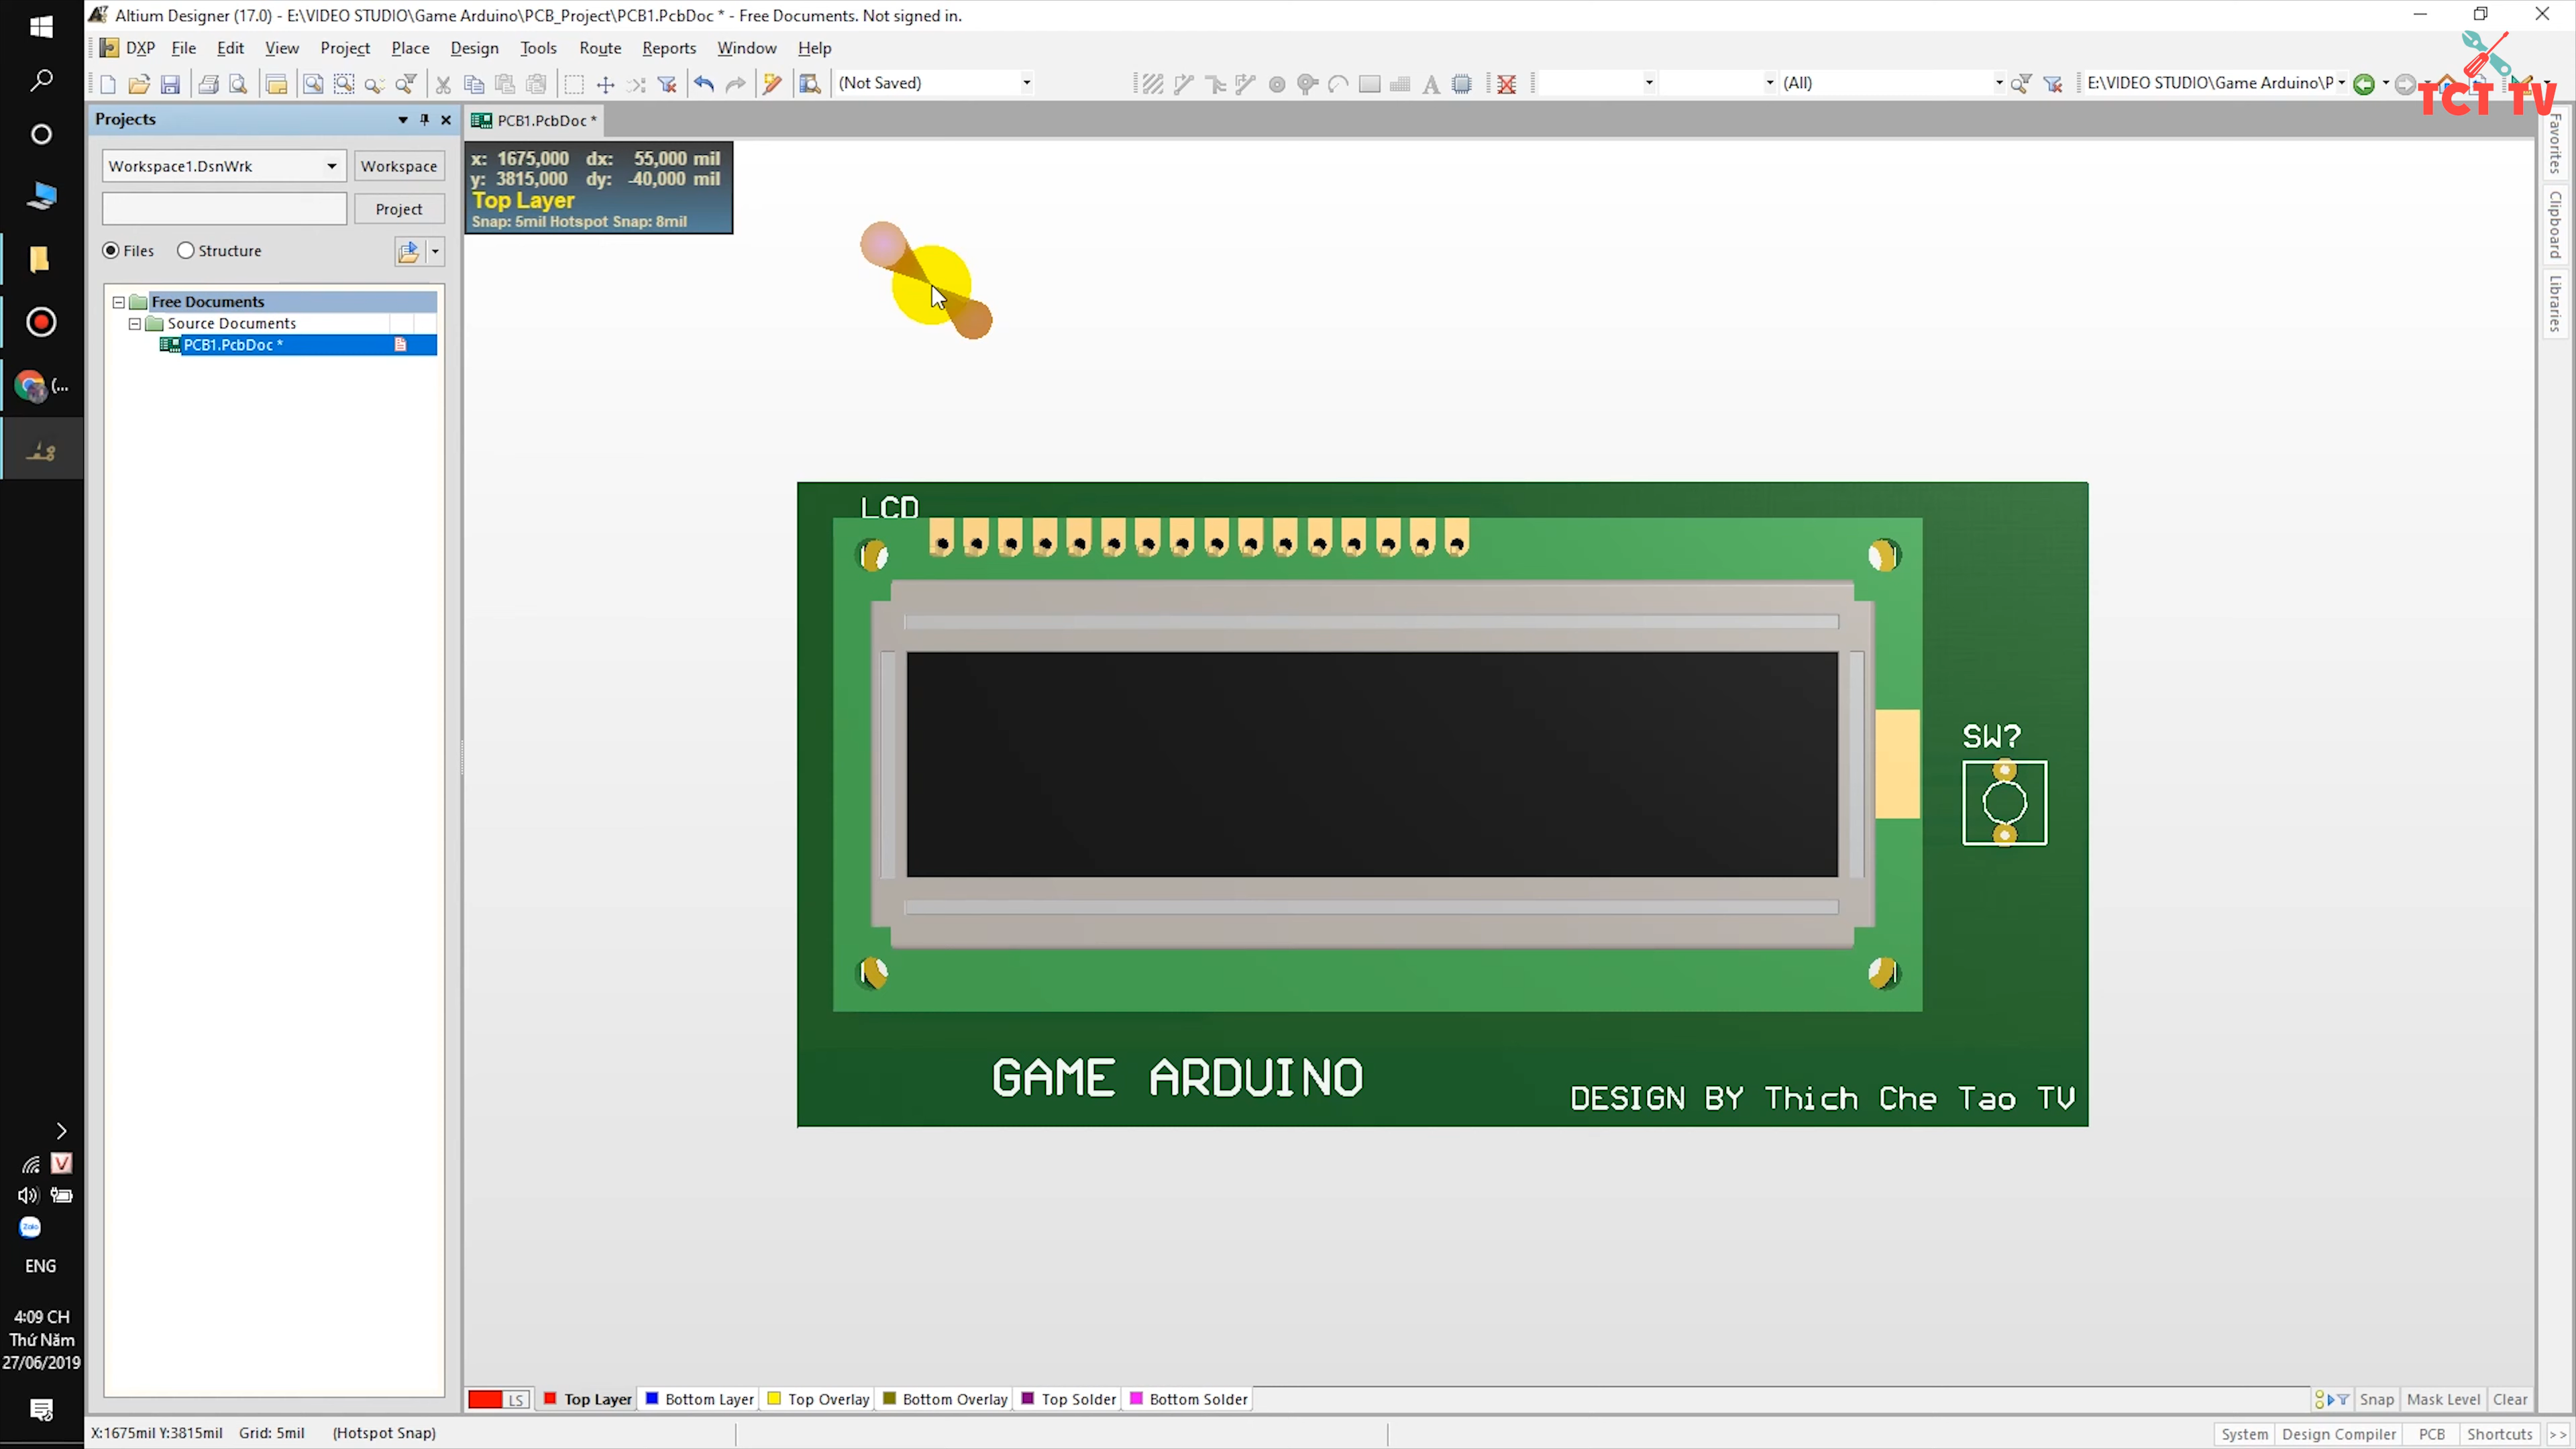 Altium Designer (17.0) - E:\VIDEO STUDIO\Game Arduino\PCB_Project\PCB1.PcbDoc * - Free Documents. Not signed in.
DXP File Edit View Project Place Design Tools Route Reports Window Help
(Not Saved) (All) E:\VIDEO STUDIO\Game Arduino\P
TCT TV
Projects
PCB1.PcbDoc *
Workspace1.DsnWrk Workspace
Project
Files Structure
Free Documents
Source Documents
PCB1.PcbDoc *
x: 1675,000 dx: 55,000 mil
y: 3815,000 dy: -40,000 mil
Top Layer
Snap: 5mil Hotspot Snap: 8mil
Favorites
Clipboard
Libraries
(...
LCD
SW?
GAME ARDUINO
DESIGN BY Thich Che Tao TV
V
Zalo
ENG
4:09 CH
Thứ Năm
27/06/2019
LS Top Layer Bottom Layer Top Overlay Bottom Overlay Top Solder Bottom Solder
Snap Mask Level Clear
X:1675mil Y:3815mil Grid: 5mil (Hotspot Snap)
System Design Compiler PCB Shortcuts >>